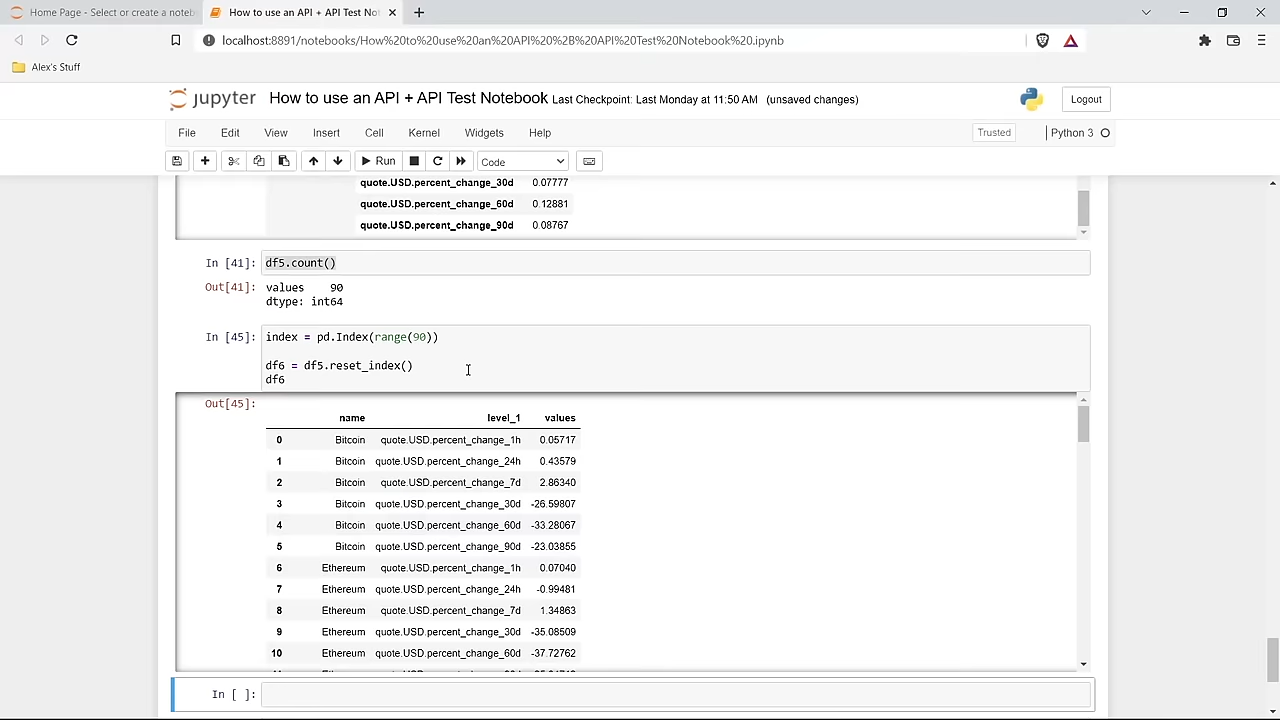 Home Page - Select or create a noteb
How to use an API + API Test Not
localhost:8891/notebooks/How%20to%20use%20an%20API%20%2B%20API%20Test%20Notebook%20.ipynb
Alex's Stuff
jupyter How to use an API + API Test Notebook Last Checkpoint: Last Monday at 11:50 AM (unsaved changes)
Logout
File Edit View Insert Cell Kernel Widgets Help
Trusted
Python 3
Run
Code
quote.USD.percent_change_30d 0.07777
quote.USD.percent_change_60d 0.12881
quote.USD.percent_change_90d 0.08767
In [41]: df5.count()
Out[41]: values 90
dtype: int64
In [45]: index = pd.Index(range(90))
df6 = df5.reset_index()
df6
Out[45]:
name level_1 values
0 Bitcoin quote.USD.percent_change_1h 0.05717
1 Bitcoin quote.USD.percent_change_24h 0.43579
2 Bitcoin quote.USD.percent_change_7d 2.86340
3 Bitcoin quote.USD.percent_change_30d -26.59807
4 Bitcoin quote.USD.percent_change_60d -33.28067
5 Bitcoin quote.USD.percent_change_90d -23.03855
6 Ethereum quote.USD.percent_change_1h 0.07040
7 Ethereum quote.USD.percent_change_24h -0.99481
8 Ethereum quote.USD.percent_change_7d 1.34863
9 Ethereum quote.USD.percent_change_30d -35.08509
10 Ethereum quote.USD.percent_change_60d -37.72762
In [ ]: